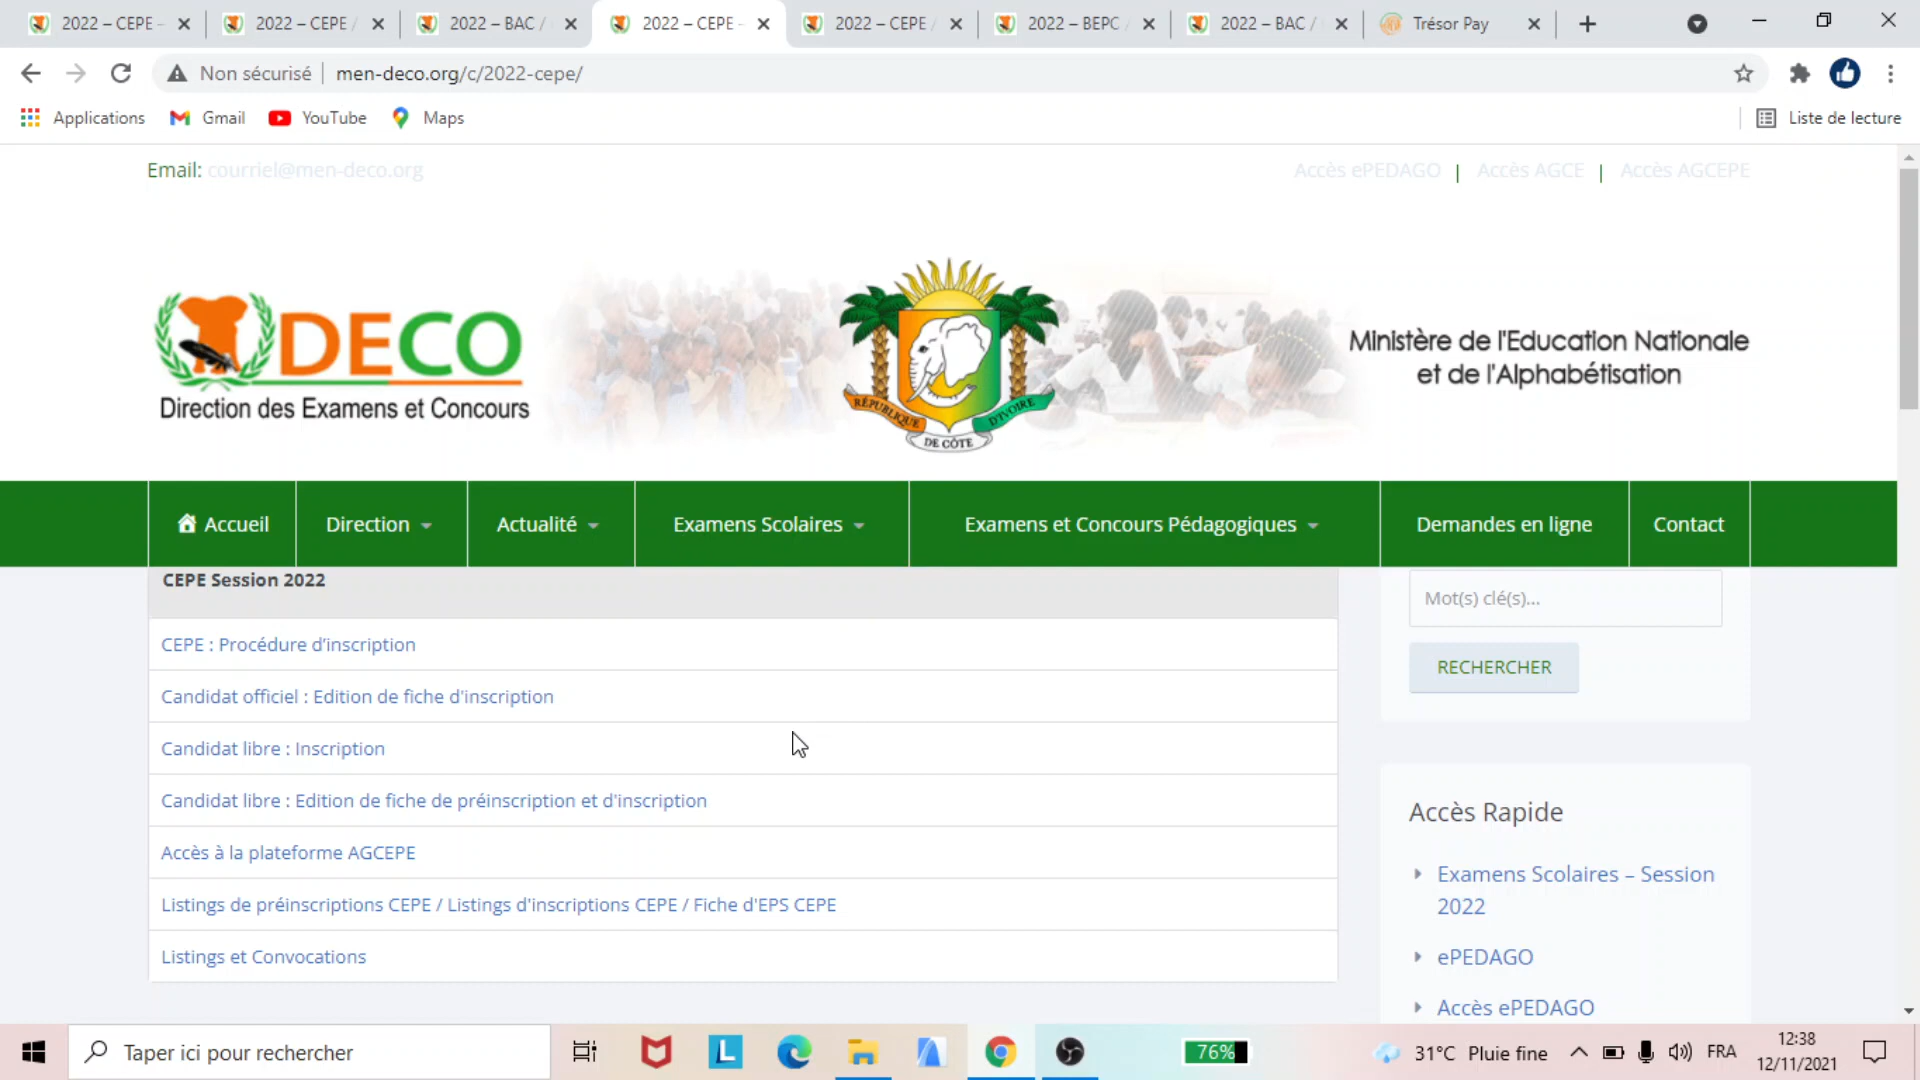 2022 – CEPE –
2022 – CEPE /
2022 – BAC /
2022 – CEPE –
2022 – CEPE /
2022 – BEPC /
2022 – BAC /
Trésor Pay
Non sécurisé
men-deco.org/c/2022-cepe/
Applications
Gmail
YouTube
Maps
Liste de lecture
Email: courriel@men-deco.org
Accès ePEDAGO | Accès AGCE | Accès AGCEPE
DECO
Direction des Examens et Concours
RÉPUBLIQUE
DE CÔTE
D'IVOIRE
Ministère de l'Education Nationale
et de l'Alphabétisation
Accueil
Direction
Actualité
Examens Scolaires
Examens et Concours Pédagogiques
Demandes en ligne
Contact
CEPE Session 2022
CEPE : Procédure d’inscription
Candidat officiel : Edition de fiche d'inscription
Candidat libre : Inscription
Candidat libre : Edition de fiche de préinscription et d'inscription
Accès à la plateforme AGCEPE
Listings de préinscriptions CEPE / Listings d'inscriptions CEPE / Fiche d'EPS CEPE
Listings et Convocations
Mot(s) clé(s)...
RECHERCHER
Accès Rapide
Examens Scolaires – Session
2022
ePEDAGO
Accès ePEDAGO
Taper ici pour rechercher
L
76%
31°C Pluie fine
FRA
12:38
12/11/2021